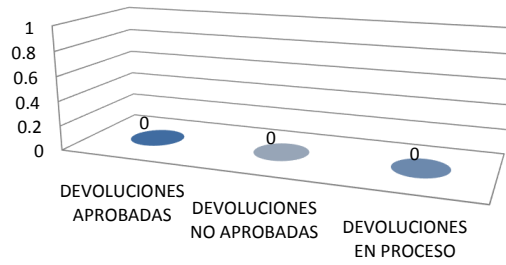 1
0.8
0.6
0.4
0.2
0
0
0
0
DEVOLUCIONES
APROBADAS
DEVOLUCIONES
NO APROBADAS
DEVOLUCIONES
EN PROCESO